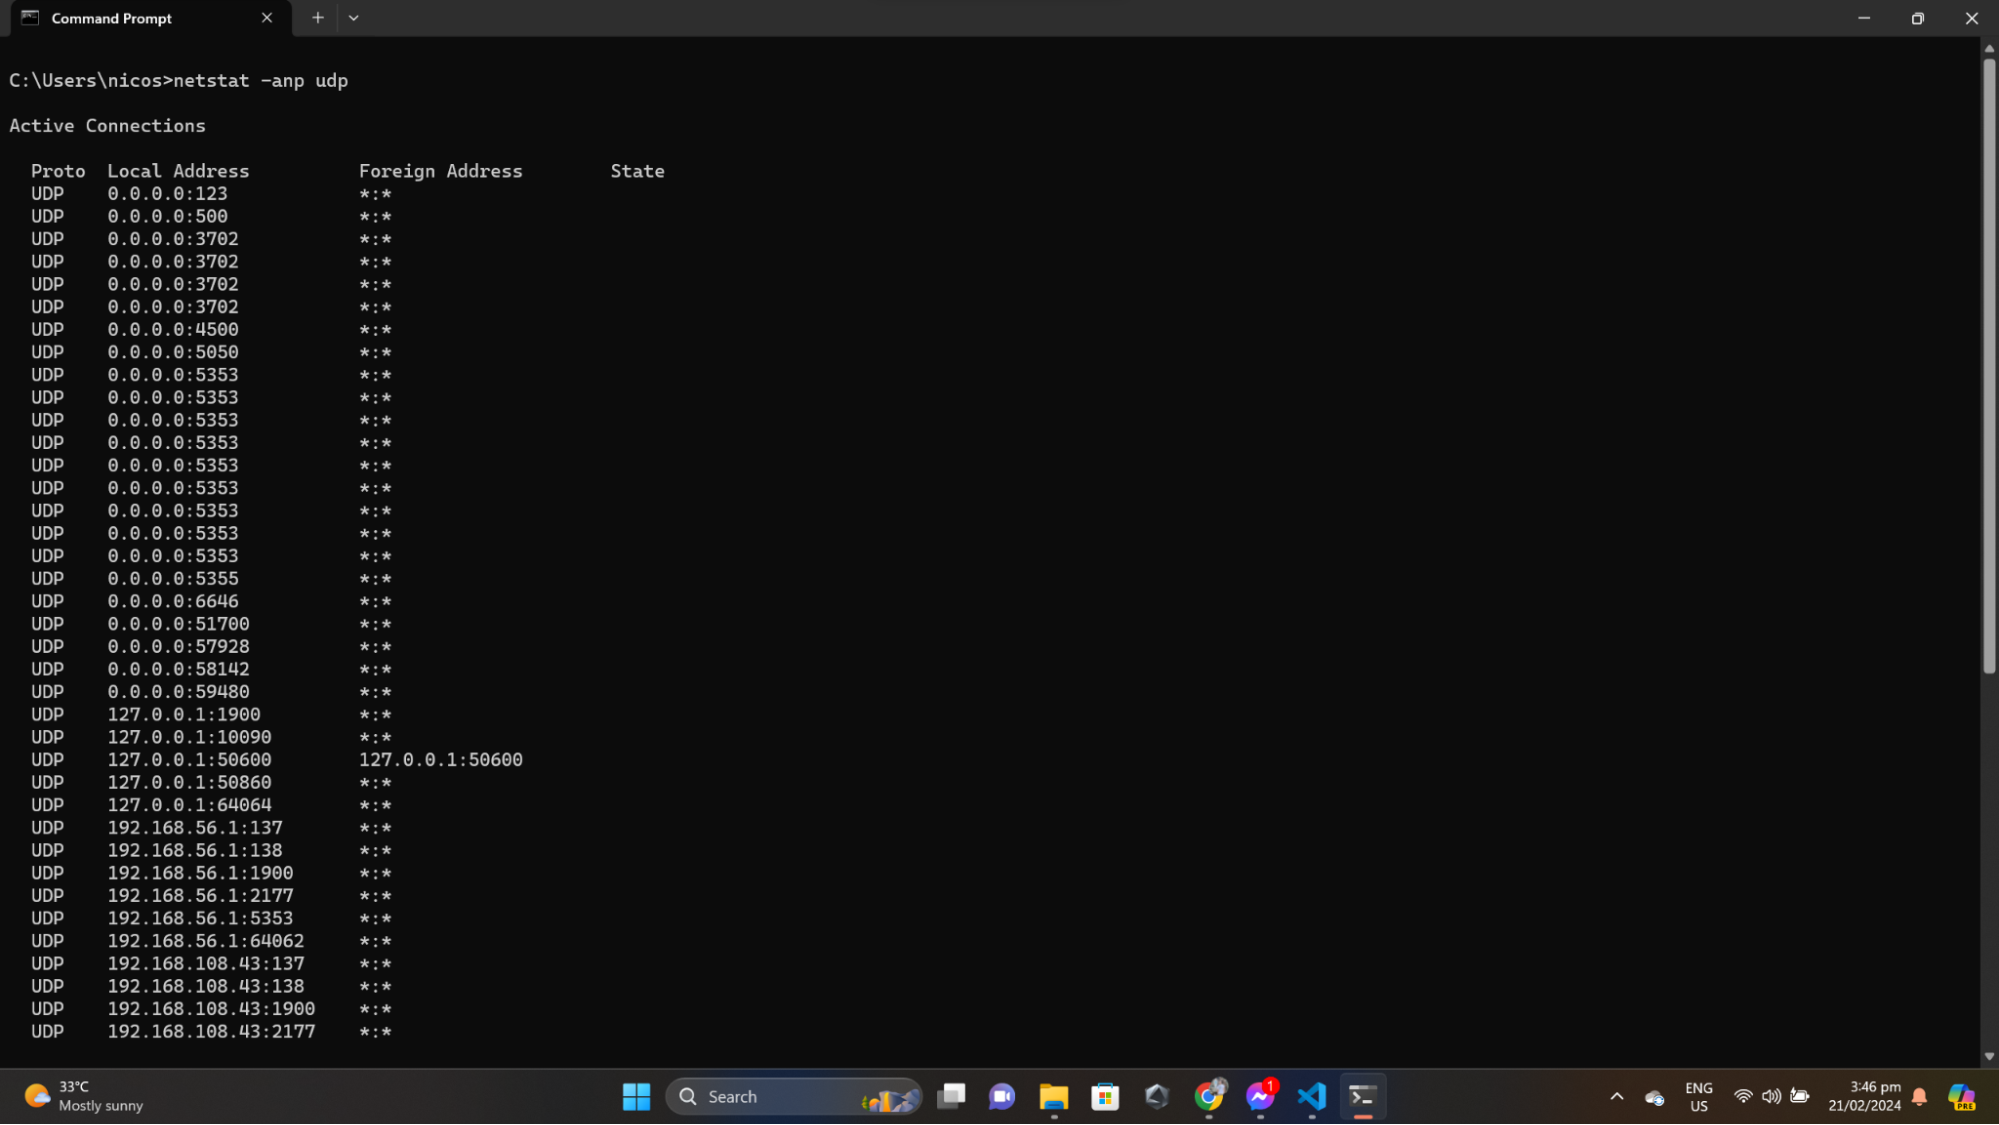 Command Prompt
C:\Users\nicos>netstat -anp udp
Active Connections
Proto  Local Address          Foreign Address        State
UDP    0.0.0.0:123            *:*
UDP    0.0.0.0:500            *:*
UDP    0.0.0.0:3702           *:*
UDP    0.0.0.0:3702           *:*
UDP    0.0.0.0:3702           *:*
UDP    0.0.0.0:3702           *:*
UDP    0.0.0.0:4500           *:*
UDP    0.0.0.0:5050           *:*
UDP    0.0.0.0:5353           *:*
UDP    0.0.0.0:5353           *:*
UDP    0.0.0.0:5353           *:*
UDP    0.0.0.0:5353           *:*
UDP    0.0.0.0:5353           *:*
UDP    0.0.0.0:5353           *:*
UDP    0.0.0.0:5353           *:*
UDP    0.0.0.0:5353           *:*
UDP    0.0.0.0:5353           *:*
UDP    0.0.0.0:5355           *:*
UDP    0.0.0.0:6646           *:*
UDP    0.0.0.0:51700          *:*
UDP    0.0.0.0:57928          *:*
UDP    0.0.0.0:58142          *:*
UDP    0.0.0.0:59480          *:*
UDP    127.0.0.1:1900         *:*
UDP    127.0.0.1:10090        *:*
UDP    127.0.0.1:50600        127.0.0.1:50600
UDP    127.0.0.1:50860        *:*
UDP    127.0.0.1:64064        *:*
UDP    192.168.56.1:137       *:*
UDP    192.168.56.1:138       *:*
UDP    192.168.56.1:1900      *:*
UDP    192.168.56.1:2177      *:*
UDP    192.168.56.1:5353      *:*
UDP    192.168.56.1:64062     *:*
UDP    192.168.108.43:137     *:*
UDP    192.168.108.43:138     *:*
UDP    192.168.108.43:1900    *:*
UDP    192.168.108.43:2177    *:*
33°C
Mostly sunny
Search
1
ENG
US
3:46 pm
21/02/2024
PRE